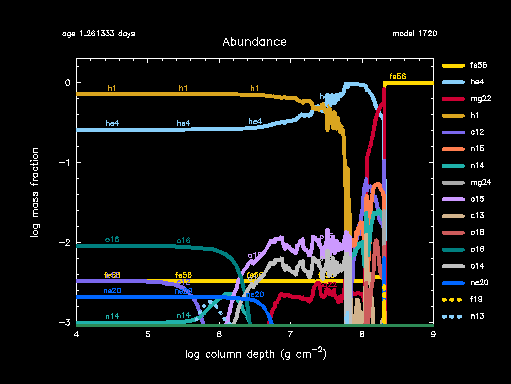 age 1.261333 days
model 1720
Abundance
log mass fraction
0
−1
−2
−3
4
5
6
7
8
9
log column depth (g cm−2)
h1
h1
h1
he4
he4
he4
fe56
o16
o16
fe56
fe56
ne20
ne20
n14
n14
fe56
he4
mg22
h1
c12
n15
n14
mg24
o15
c13
o18
o16
o14
ne20
f19
n13